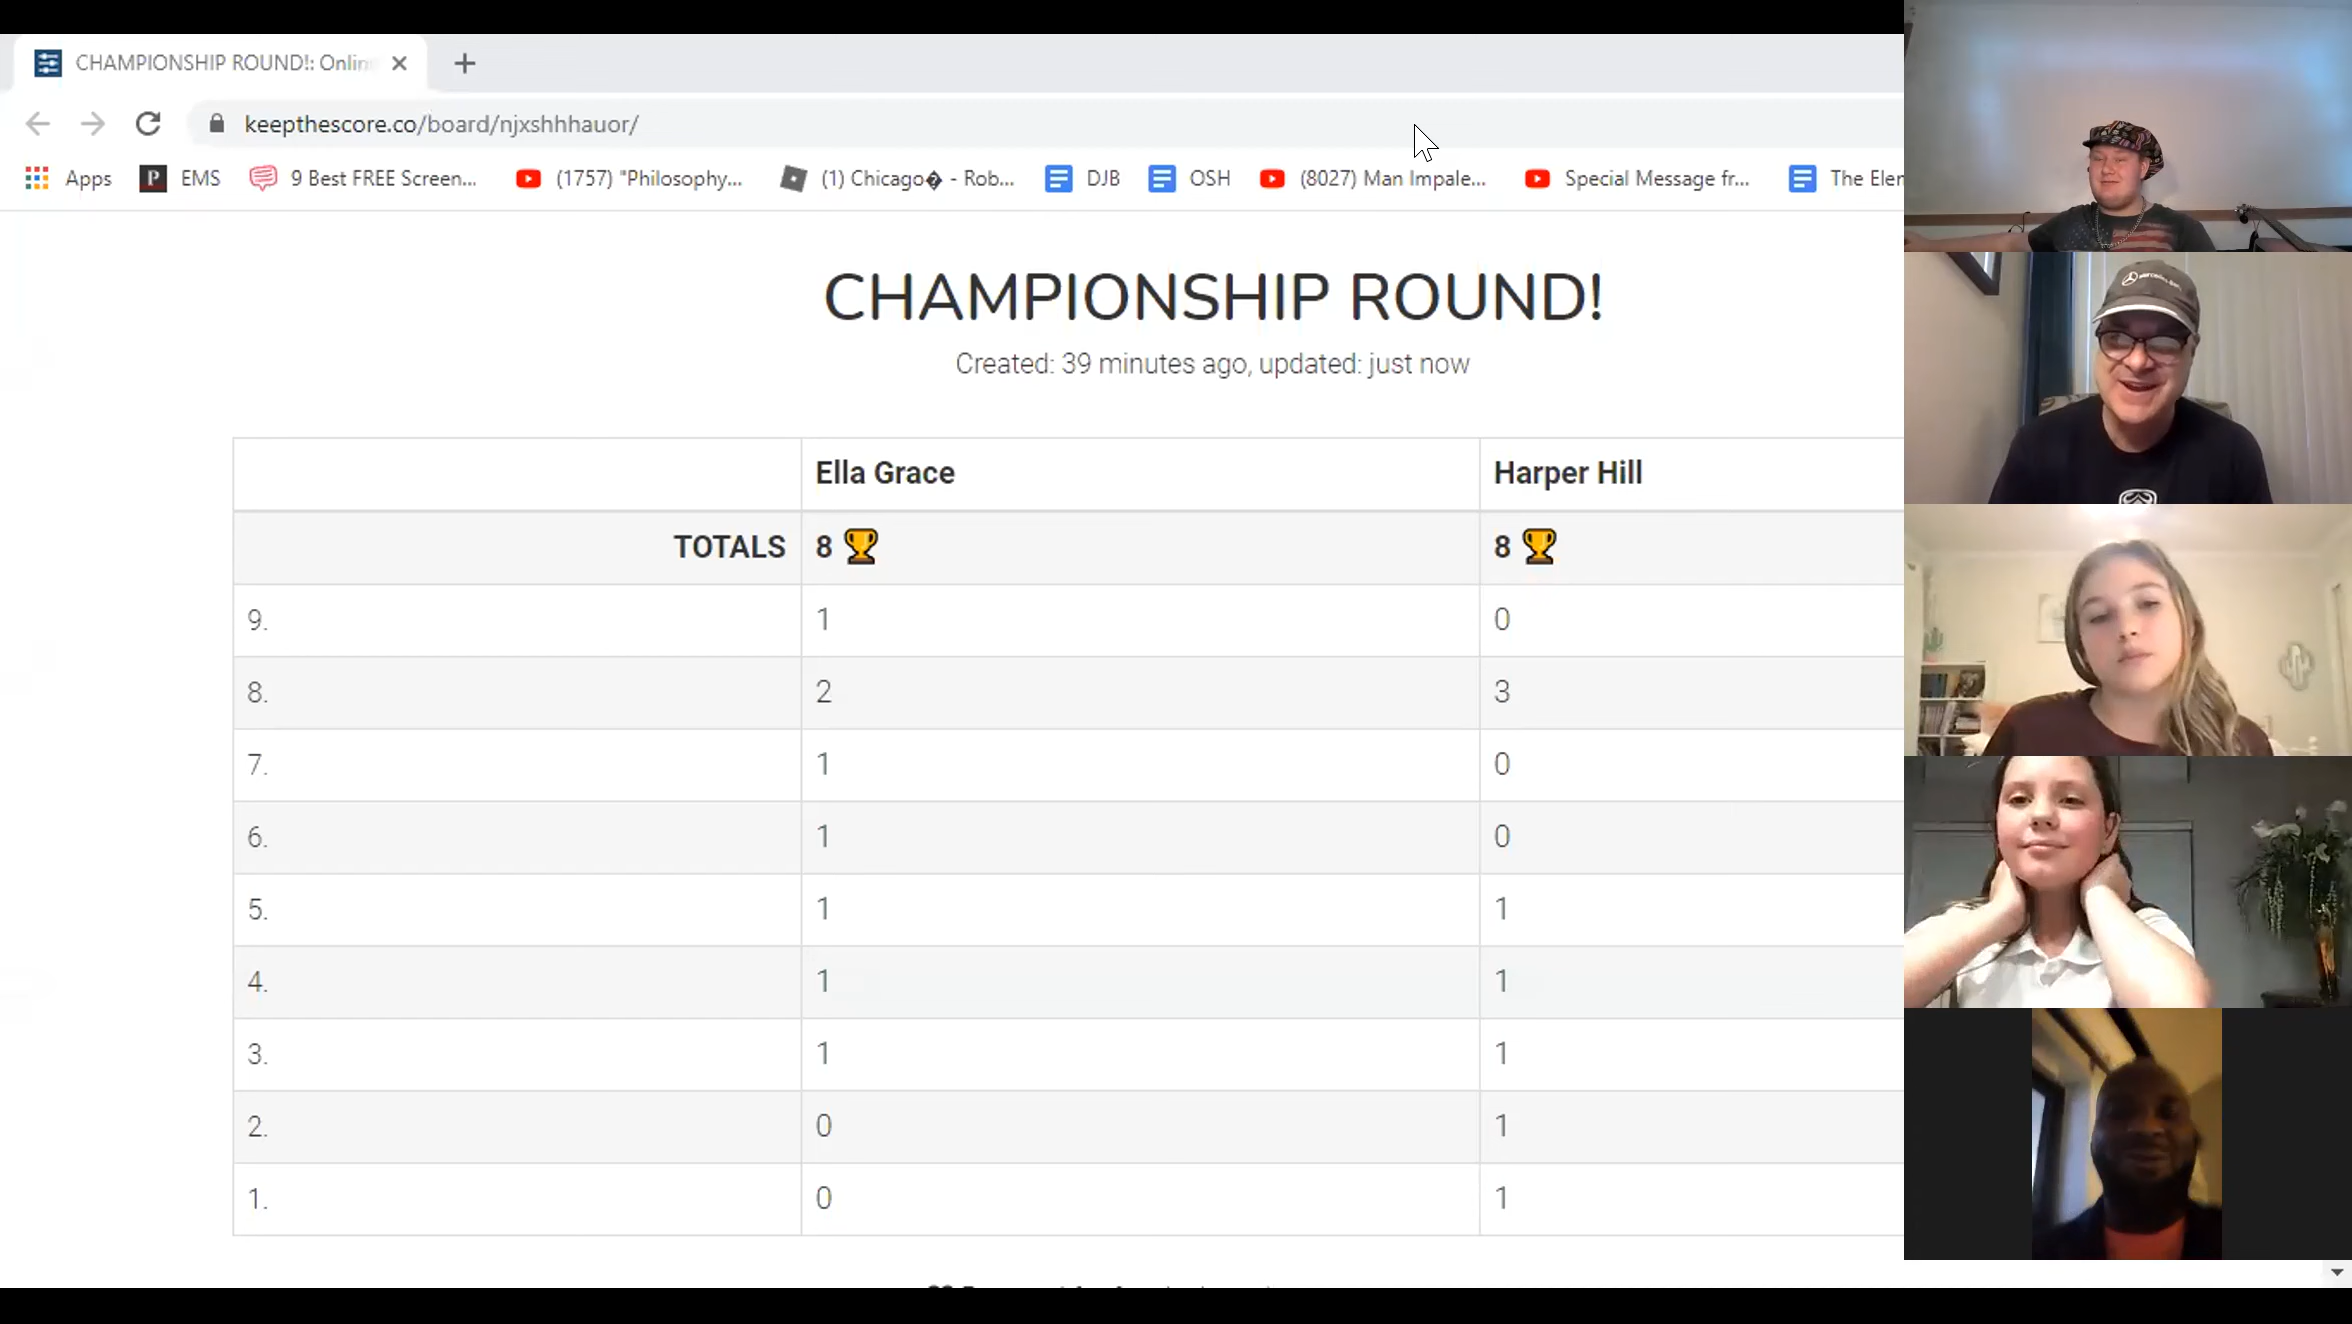 CHAMPIONSHIP ROUND!: Onlin
keepthescore.co/board/njxshhhauor/
Apps EMS 9 Best FREE Screen... (1757) "Philosophy... (1) Chicago� - Rob... DJB OSH (8027) Man Impale... Special Message fr... The Elen
CHAMPIONSHIP ROUND!
Created: 39 minutes ago, updated: just now
Ella Grace Harper Hill
TOTALS 8 8
9. 1 0
8. 2 3
7. 1 0
6. 1 0
5. 1 1
4. 1 1
3. 1 1
2. 0 1
1. 0 1